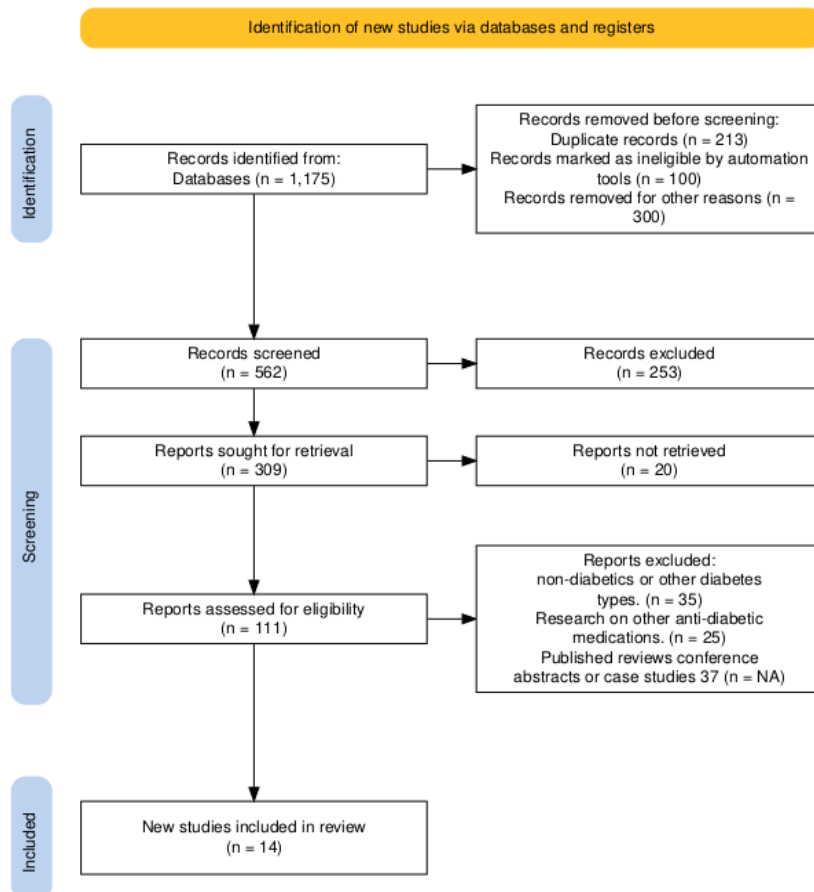 Identification of new studies via databases and registers
Identification
Records identified from:
Databases (n = 1,175)
Records removed before screening:
Duplicate records (n = 213)
Records marked as ineligible by automation
tools (n = 100)
Records removed for other reasons (n =
300)
Screening
Records screened
(n = 562)
Records excluded
(n = 253)
Reports sought for retrieval
(n = 309)
Reports not retrieved
(n = 20)
Reports assessed for eligibility
(n = 111)
Reports excluded:
non-diabetics or other diabetes
types. (n = 35)
Research on other anti-diabetic
medications. (n = 25)
Published reviews conference
abstracts or case studies 37 (n = NA)
Included
New studies included in review
(n = 14)